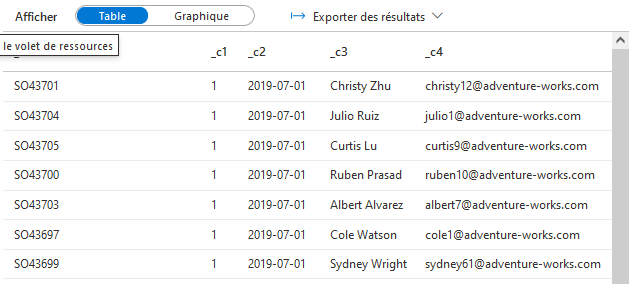 Afficher Table Graphique Exporter des résultats
le volet de ressources
_c1 _c2 _c3 _c4
SO43701 1 2019-07-01 Christy Zhu christy12@adventure-works.com
SO43704 1 2019-07-01 Julio Ruiz julio1@adventure-works.com
SO43705 1 2019-07-01 Curtis Lu curtis9@adventure-works.com
SO43700 1 2019-07-01 Ruben Prasad ruben10@adventure-works.com
SO43703 1 2019-07-01 Albert Alvarez albert7@adventure-works.com
SO43697 1 2019-07-01 Cole Watson cole1@adventure-works.com
SO43699 1 2019-07-01 Sydney Wright sydney61@adventure-works.com